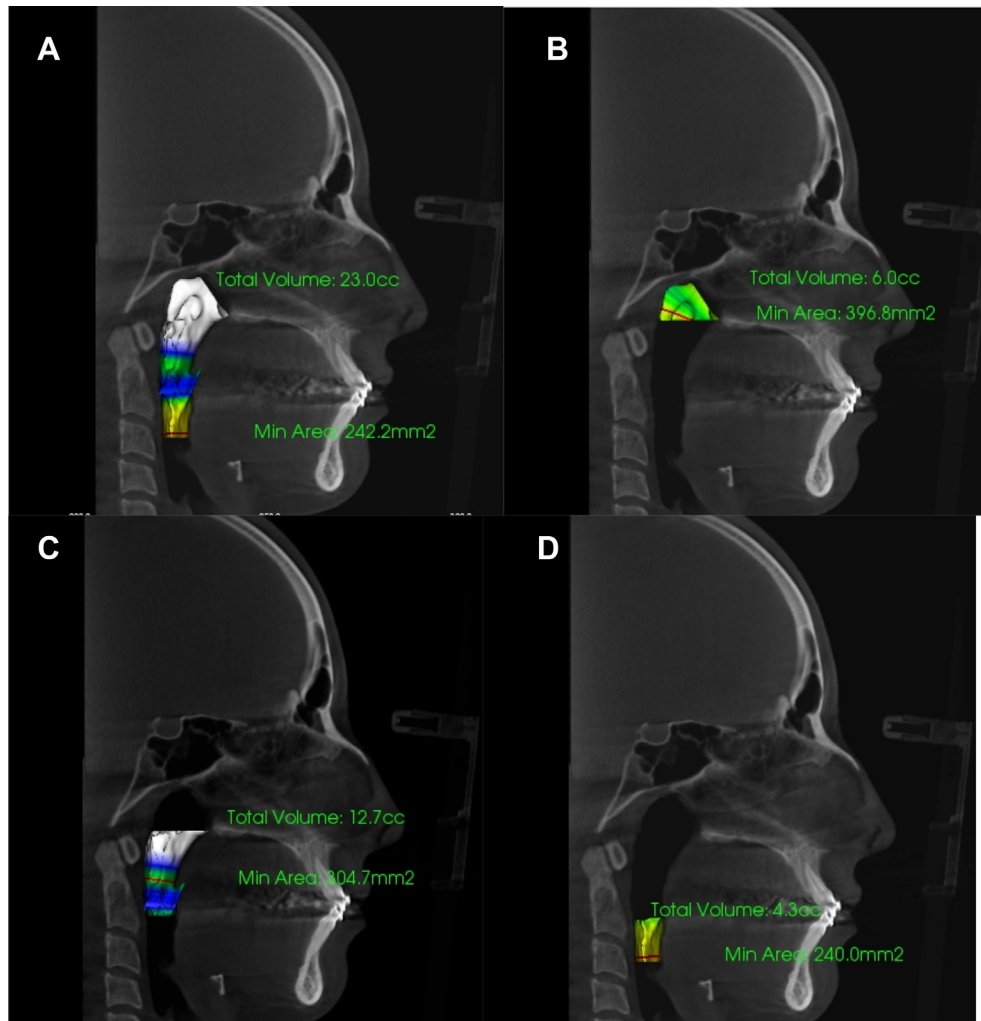 A
Total Volume: 23.0cc
Min Area: 242.2mm2
B
Total Volume: 6.0cc
Min Area: 396.8mm2
C
Total Volume: 12.7cc
Min Area: 304.7mm2
D
Total Volume: 4.3cc
Min Area: 240.0mm2